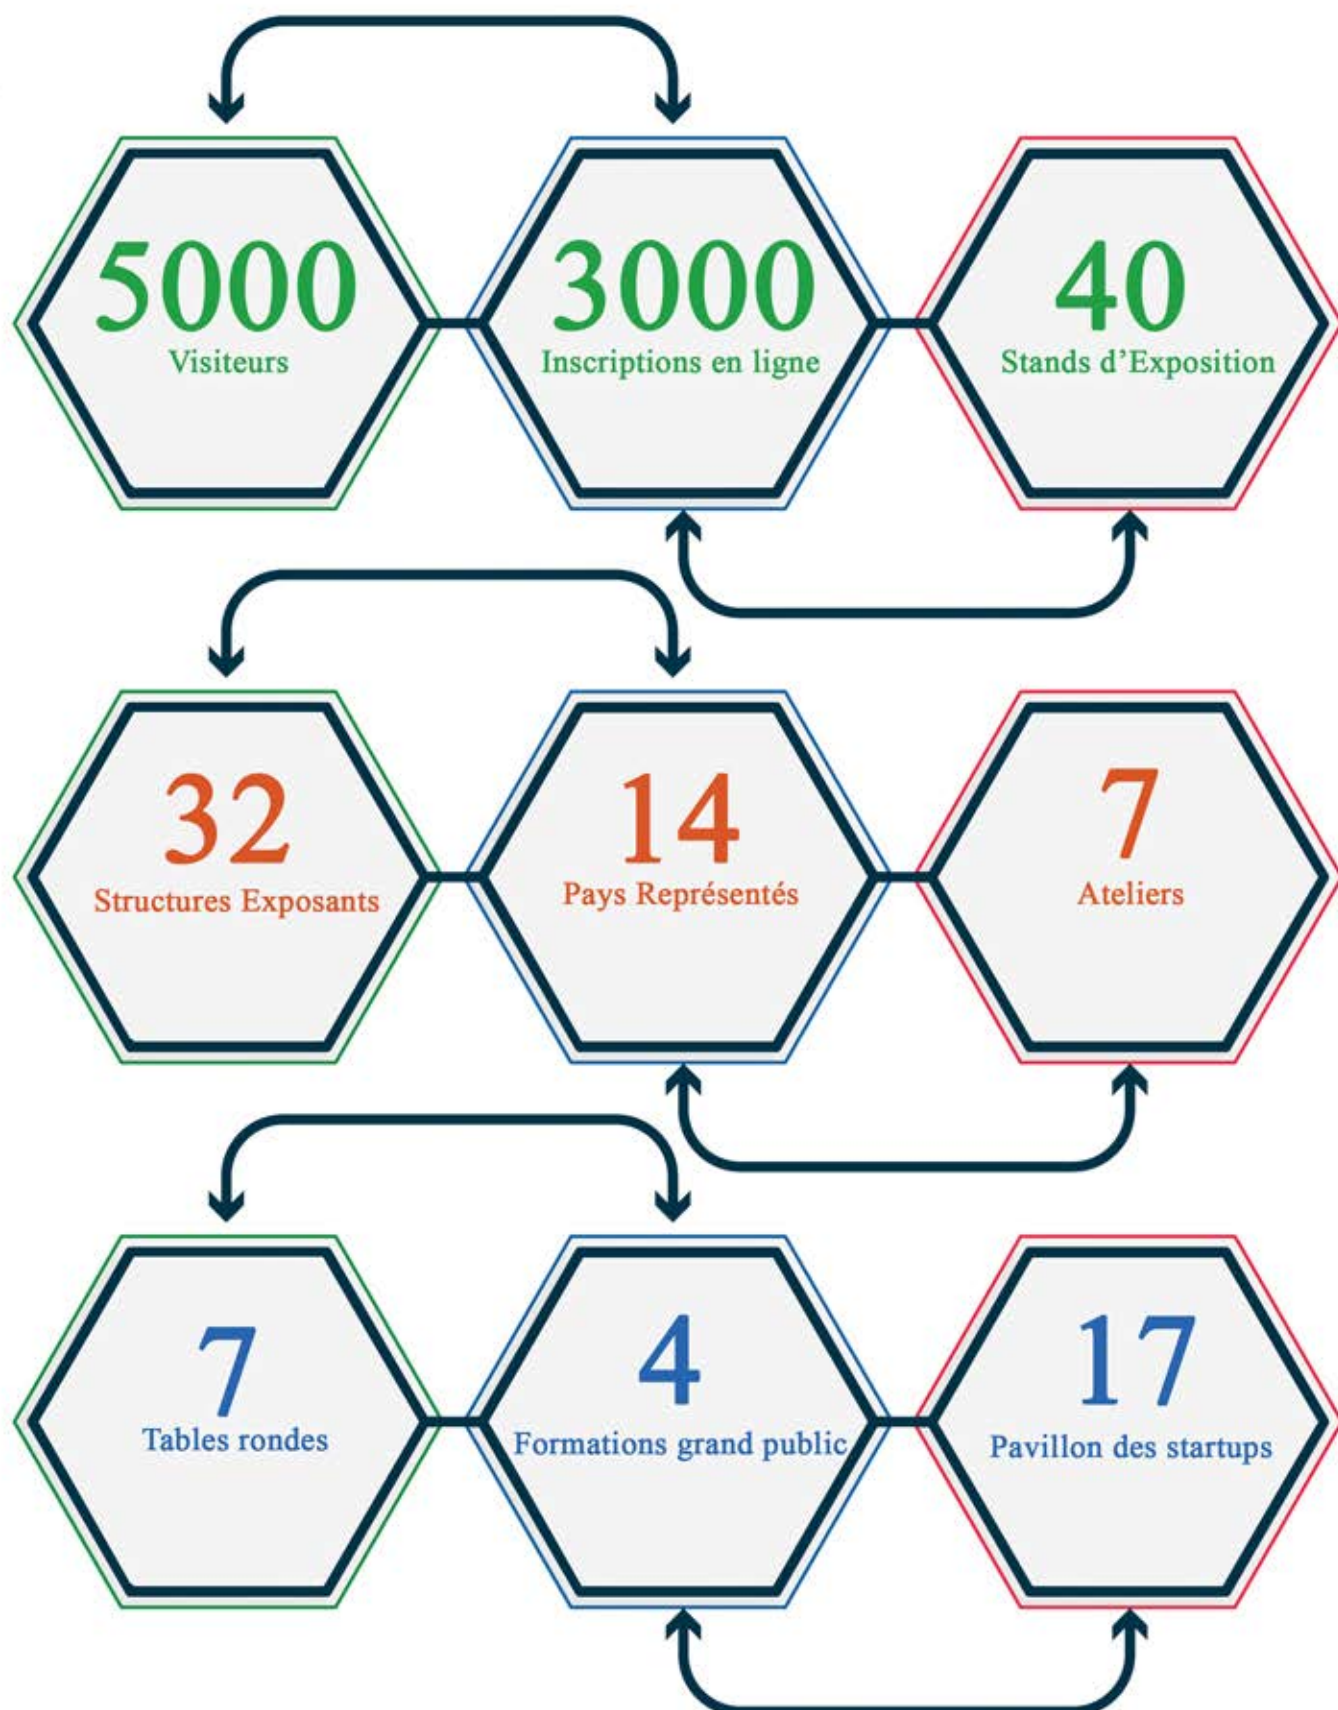 5000
Visiteurs
3000
Inscriptions en ligne
40
Stands d'Exposition
32
Structures Exposants
14
Pays Représentés
7
Ateliers
7
Tables rondes
4
Formations grand public
17
Pavillon des startups